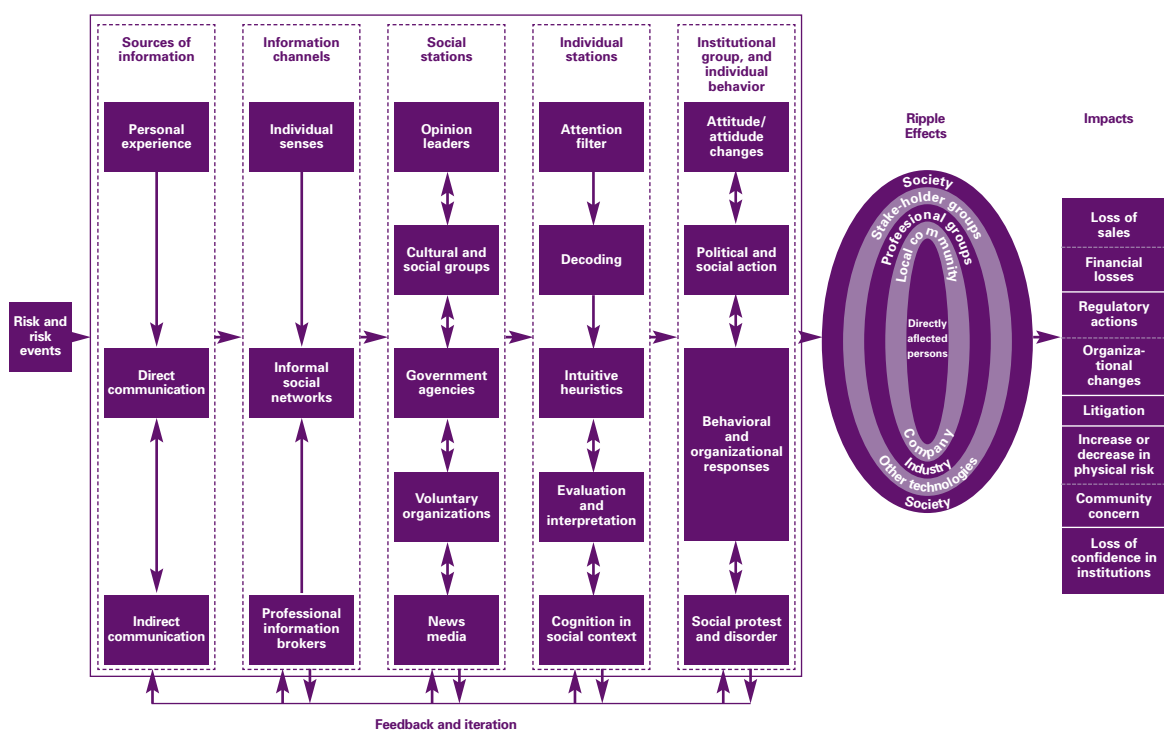 Sources of
information
Information
channels
Social
stations
Individual
stations
Institutional
group, and
individual
behavior
Ripple
Effects
Impacts
Risk and
risk
events
Personal
experience
Direct
communication
Indirect
communication
Individual
senses
Informal
social
networks
Professional
information
brokers
Opinion
leaders
Cultural and
social groups
Government
agencies
Voluntary
organizations
News
media
Attention
filter
Decoding
Intuitive
heuristics
Evaluation
and
interpretation
Cognition in
social context
Attitude/
attidude
changes
Political and
social action
Behavioral and
organizational
responses
Social protest
and disorder
Society
Stake-holder groups
Profeesional groups
Local community
Directly
affected
persons
Company
Industry
Other technologies
Society
Loss of
sales
Financial
losses
Regulatory
actions
Organiza-
tional
changes
Litigation
Increase or
decrease in
physical risk
Community
concern
Loss of
confidence in
institutions
Feedback and iteration